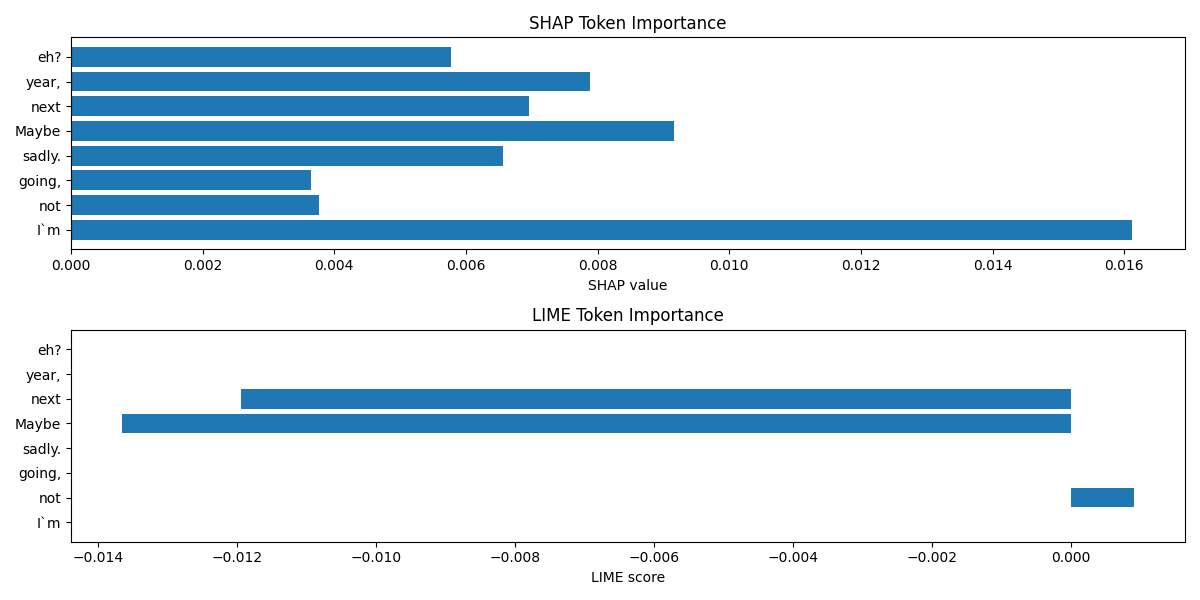 SHAP Token Importance
eh?
year,
next
Maybe
sadly.
going,
not
I`m
0.000 0.002 0.004 0.006 0.008 0.010 0.012 0.014 0.016
SHAP value
LIME Token Importance
eh?
year,
next
Maybe
sadly.
going,
not
I`m
−0.014 −0.012 −0.010 −0.008 −0.006 −0.004 −0.002 0.000
LIME score